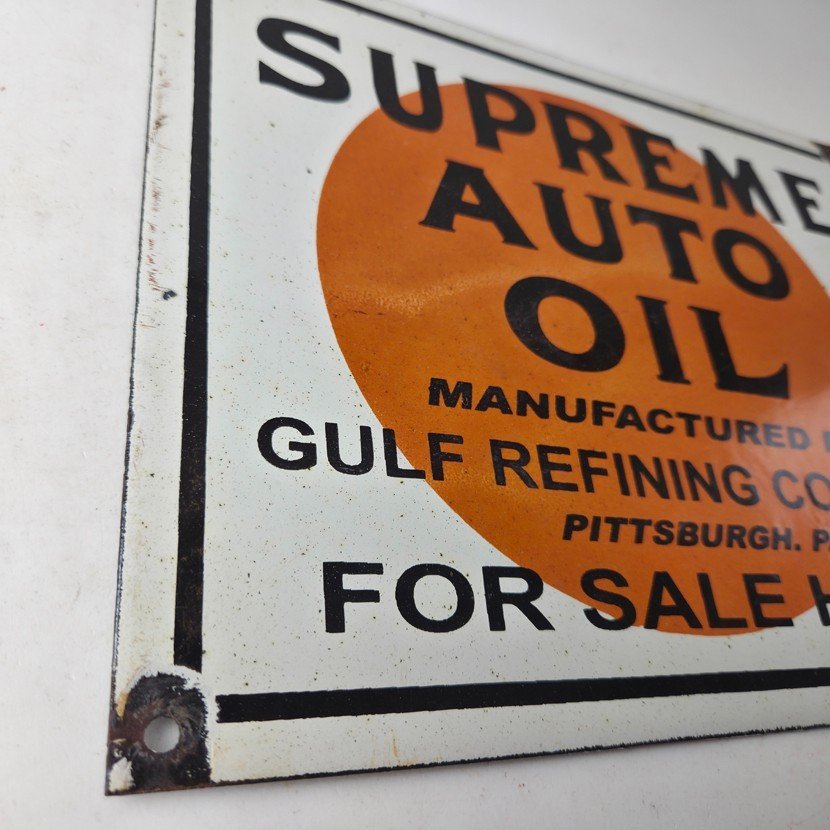 SUPREME
AUTO
OIL
MANUFACTURED
GULF REFINING CO
PITTSBURGH. P
FOR SALE H